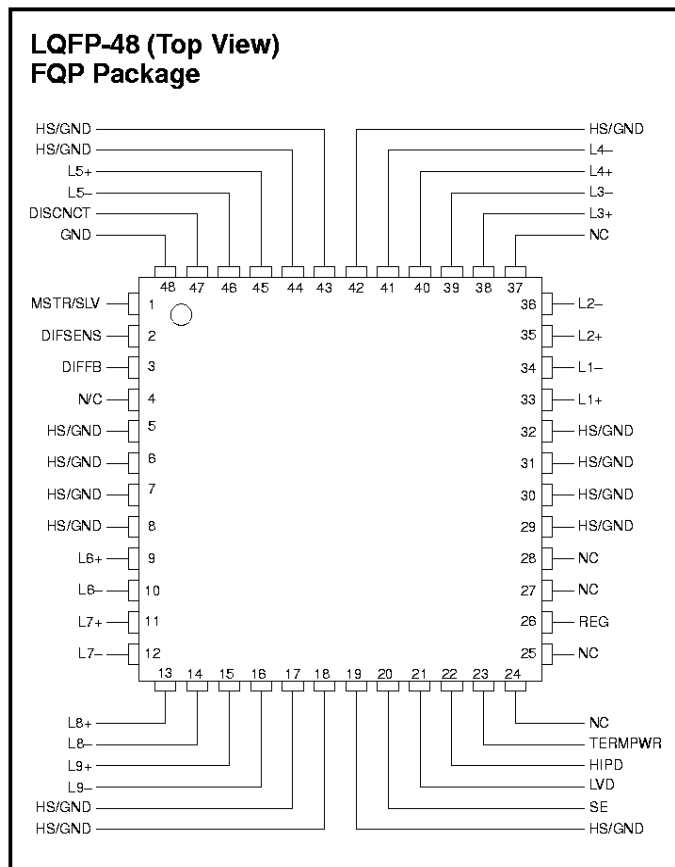 LQFP-48 (Top View)
FQP Package
HS/GND
HS/GND
L5+
L5–
DISCNCT
GND
HS/GND
L4–
L4+
L3–
L3+
NC
48 47 46 45 44 43 42 41 40 39 38 37
MSTR/SLV 1
DIFSENS 2
DIFFB 3
N/C 4
HS/GND 5
HS/GND 6
HS/GND 7
HS/GND 8
L6+ 9
L6– 10
L7+ 11
L7– 12
36 L2–
35 L2+
34 L1–
33 L1+
32 HS/GND
31 HS/GND
30 HS/GND
29 HS/GND
28 NC
27 NC
26 REG
25 NC
13 14 15 16 17 18 19 20 21 22 23 24
L8+
L8–
L9+
L9–
HS/GND
HS/GND
NC
TERMPWR
HIPD
LVD
SE
HS/GND